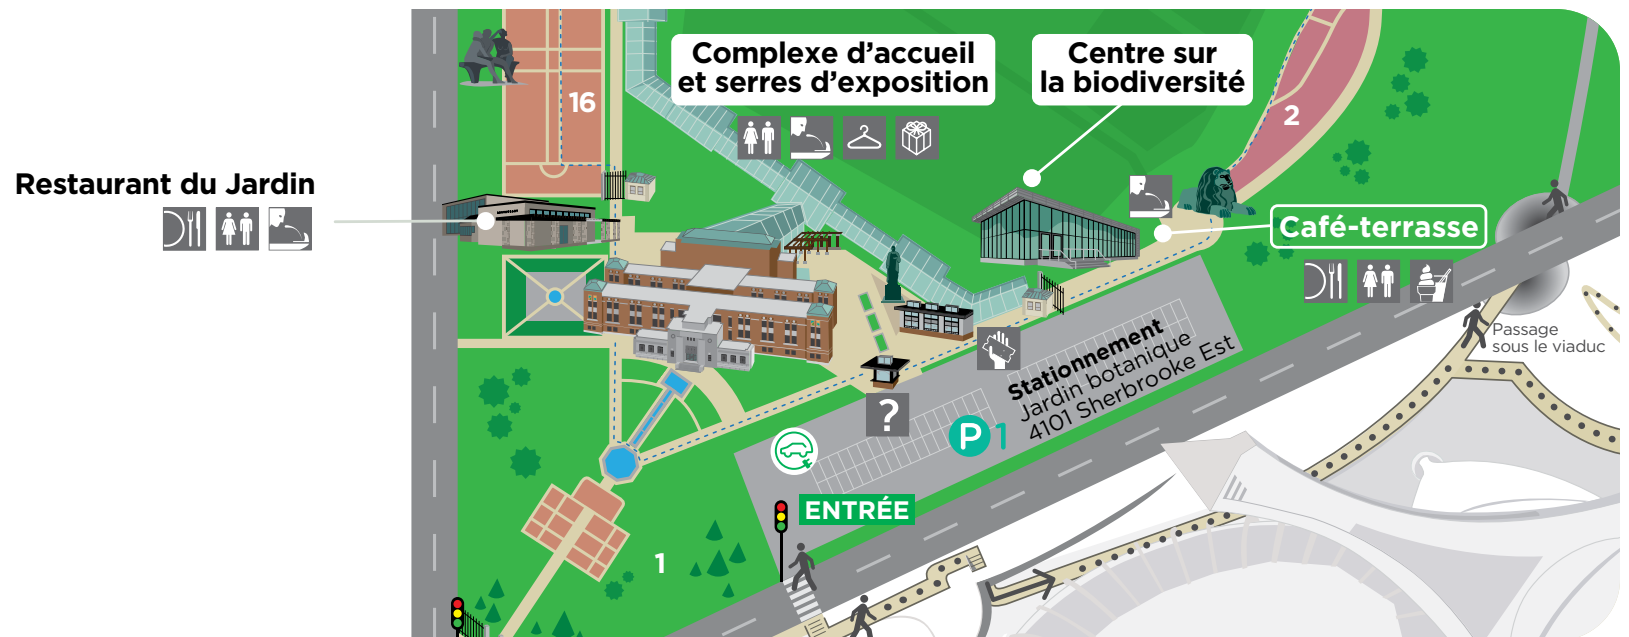 Complexe d'accueil
et serres d'exposition
Centre sur
la biodiversité
16
2
Restaurant du Jardin
Café-terrasse
Passage
sous le viaduc
Stationnement
Jardin botanique
4101 Sherbrooke Est
?
P 1
ENTRÉE
1